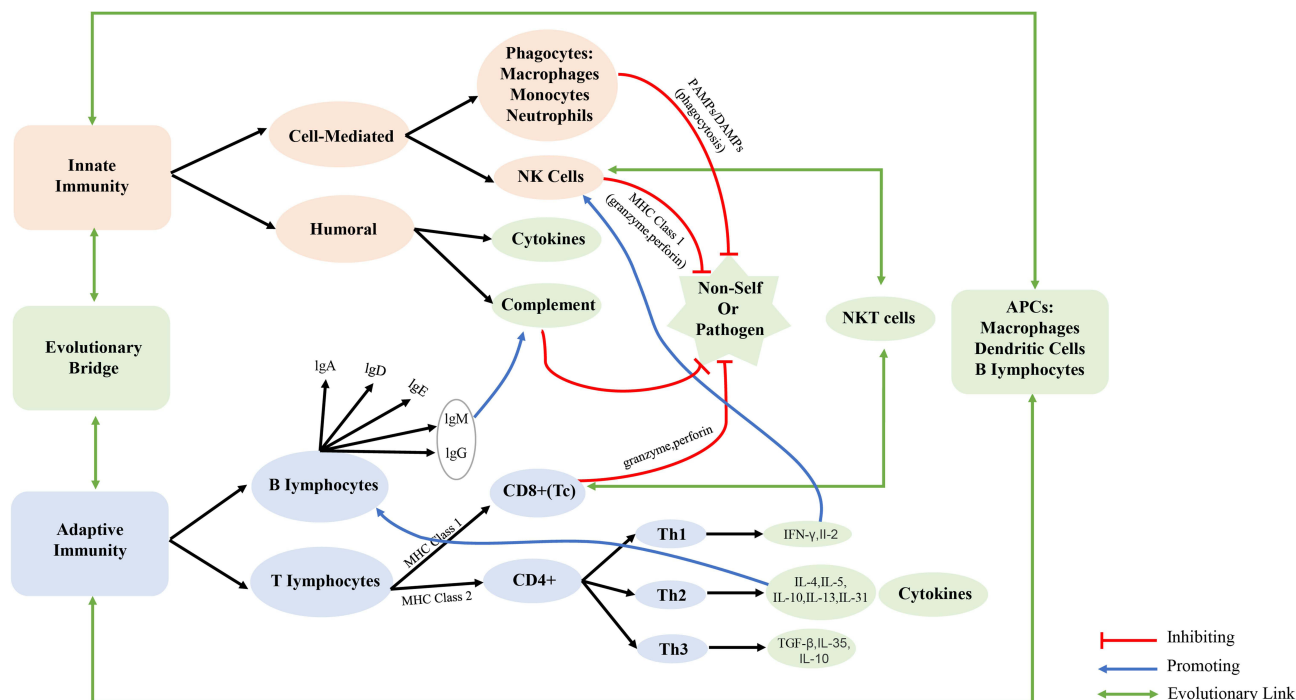 Phagocytes:
Macrophages
Monocytes
Neutrophils
PAMPs/DAMPs
(phagocytosis)
Cell-Mediated
Innate
Immunity
NK Cells
MHC Class 1
(granzyme,perforin)
Humoral
Cytokines
Complement
Non-Self
Or
Pathogen
NKT cells
APCs:
Macrophages
Dendritic Cells
B Iymphocytes
Evolutionary
Bridge
lgA
lgD
lgE
lgM
lgG
granzyme,perforin
B Iymphocytes
CD8+(Tc)
Adaptive
Immunity
MHC Class 1
T Iymphocytes
MHC Class 2
CD4+
Th1
IFN-γ,Il-2
Th2
IL-4,IL-5,
IL-10,IL-13,IL-31
Cytokines
Th3
TGF-β,IL-35,
IL-10
Inhibiting
Promoting
Evolutionary Link